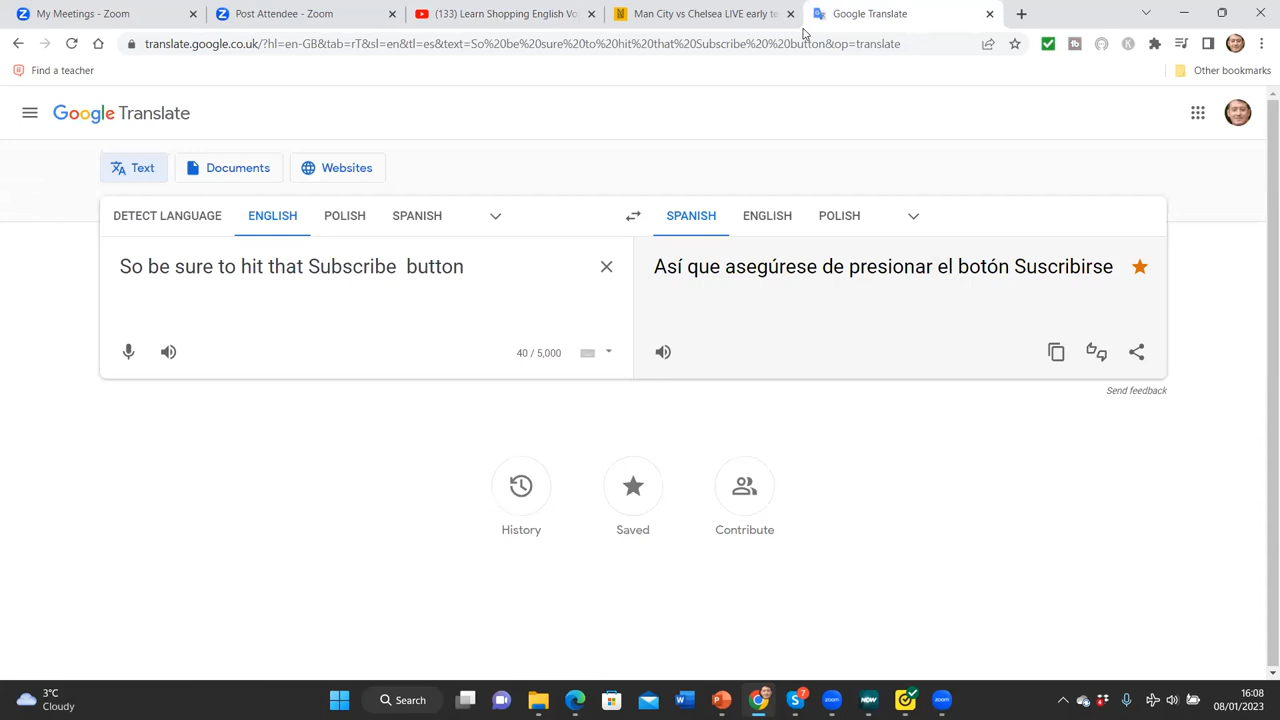 My Meetings - Zoom
Post Attendee - Zoom
(133) Learn Shopping English Vo
Man City vs Chelsea LIVE early te
Google Translate
translate.google.co.uk/?hl=en-GB&tab=rT&sl=en&tl=es&text=So%20be%20sure%20to%20hit%20that%20Subscribe%20%20button&op=translate
Find a teacher
Other bookmarks
Google Translate
Text
Documents
Websites
DETECT LANGUAGE
ENGLISH
POLISH
SPANISH
SPANISH
ENGLISH
POLISH
So be sure to hit that Subscribe  button
Así que asegúrese de presionar el botón Suscribirse
40 / 5,000
Send feedback
History
Saved
Contribute
3°C
Cloudy
Search
7
NOW
zoom
zoom
16:08
08/01/2023